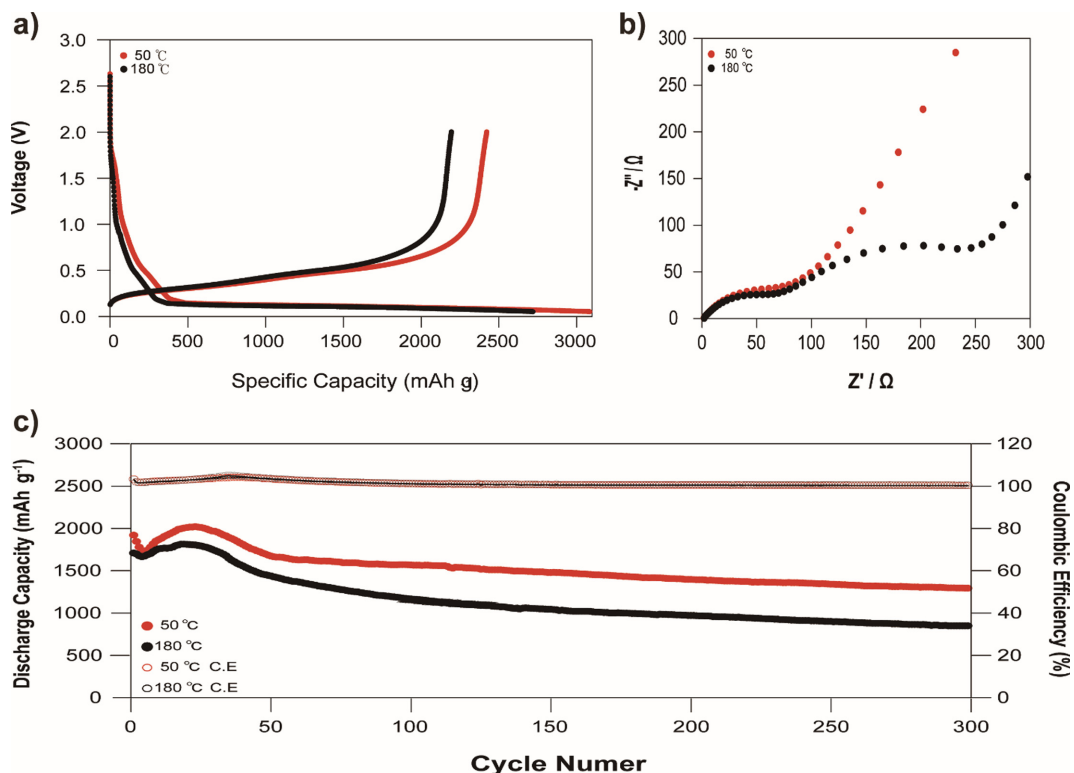 a)
3.0
2.5
2.0
1.5
1.0
0.5
0.0
Voltage (V)
50 ℃
180℃
0 500 1000 1500 2000 2500 3000
Specific Capacity (mAh g)
b)
300
250
200
150
100
50
0
-Z''/ Ω
50 ℃
180 ℃
0 50 100 150 200 250 300
Z' / Ω
c)
3000
2500
2000
1500
1000
500
0
Discharge Capacity (mAh g⁻¹)
50 ℃
180 ℃
50 ℃ C.E
180 ℃ C.E
120
100
80
60
40
20
0
Coulombic Efficiency (%)
0 50 100 150 200 250 300
Cycle Numer